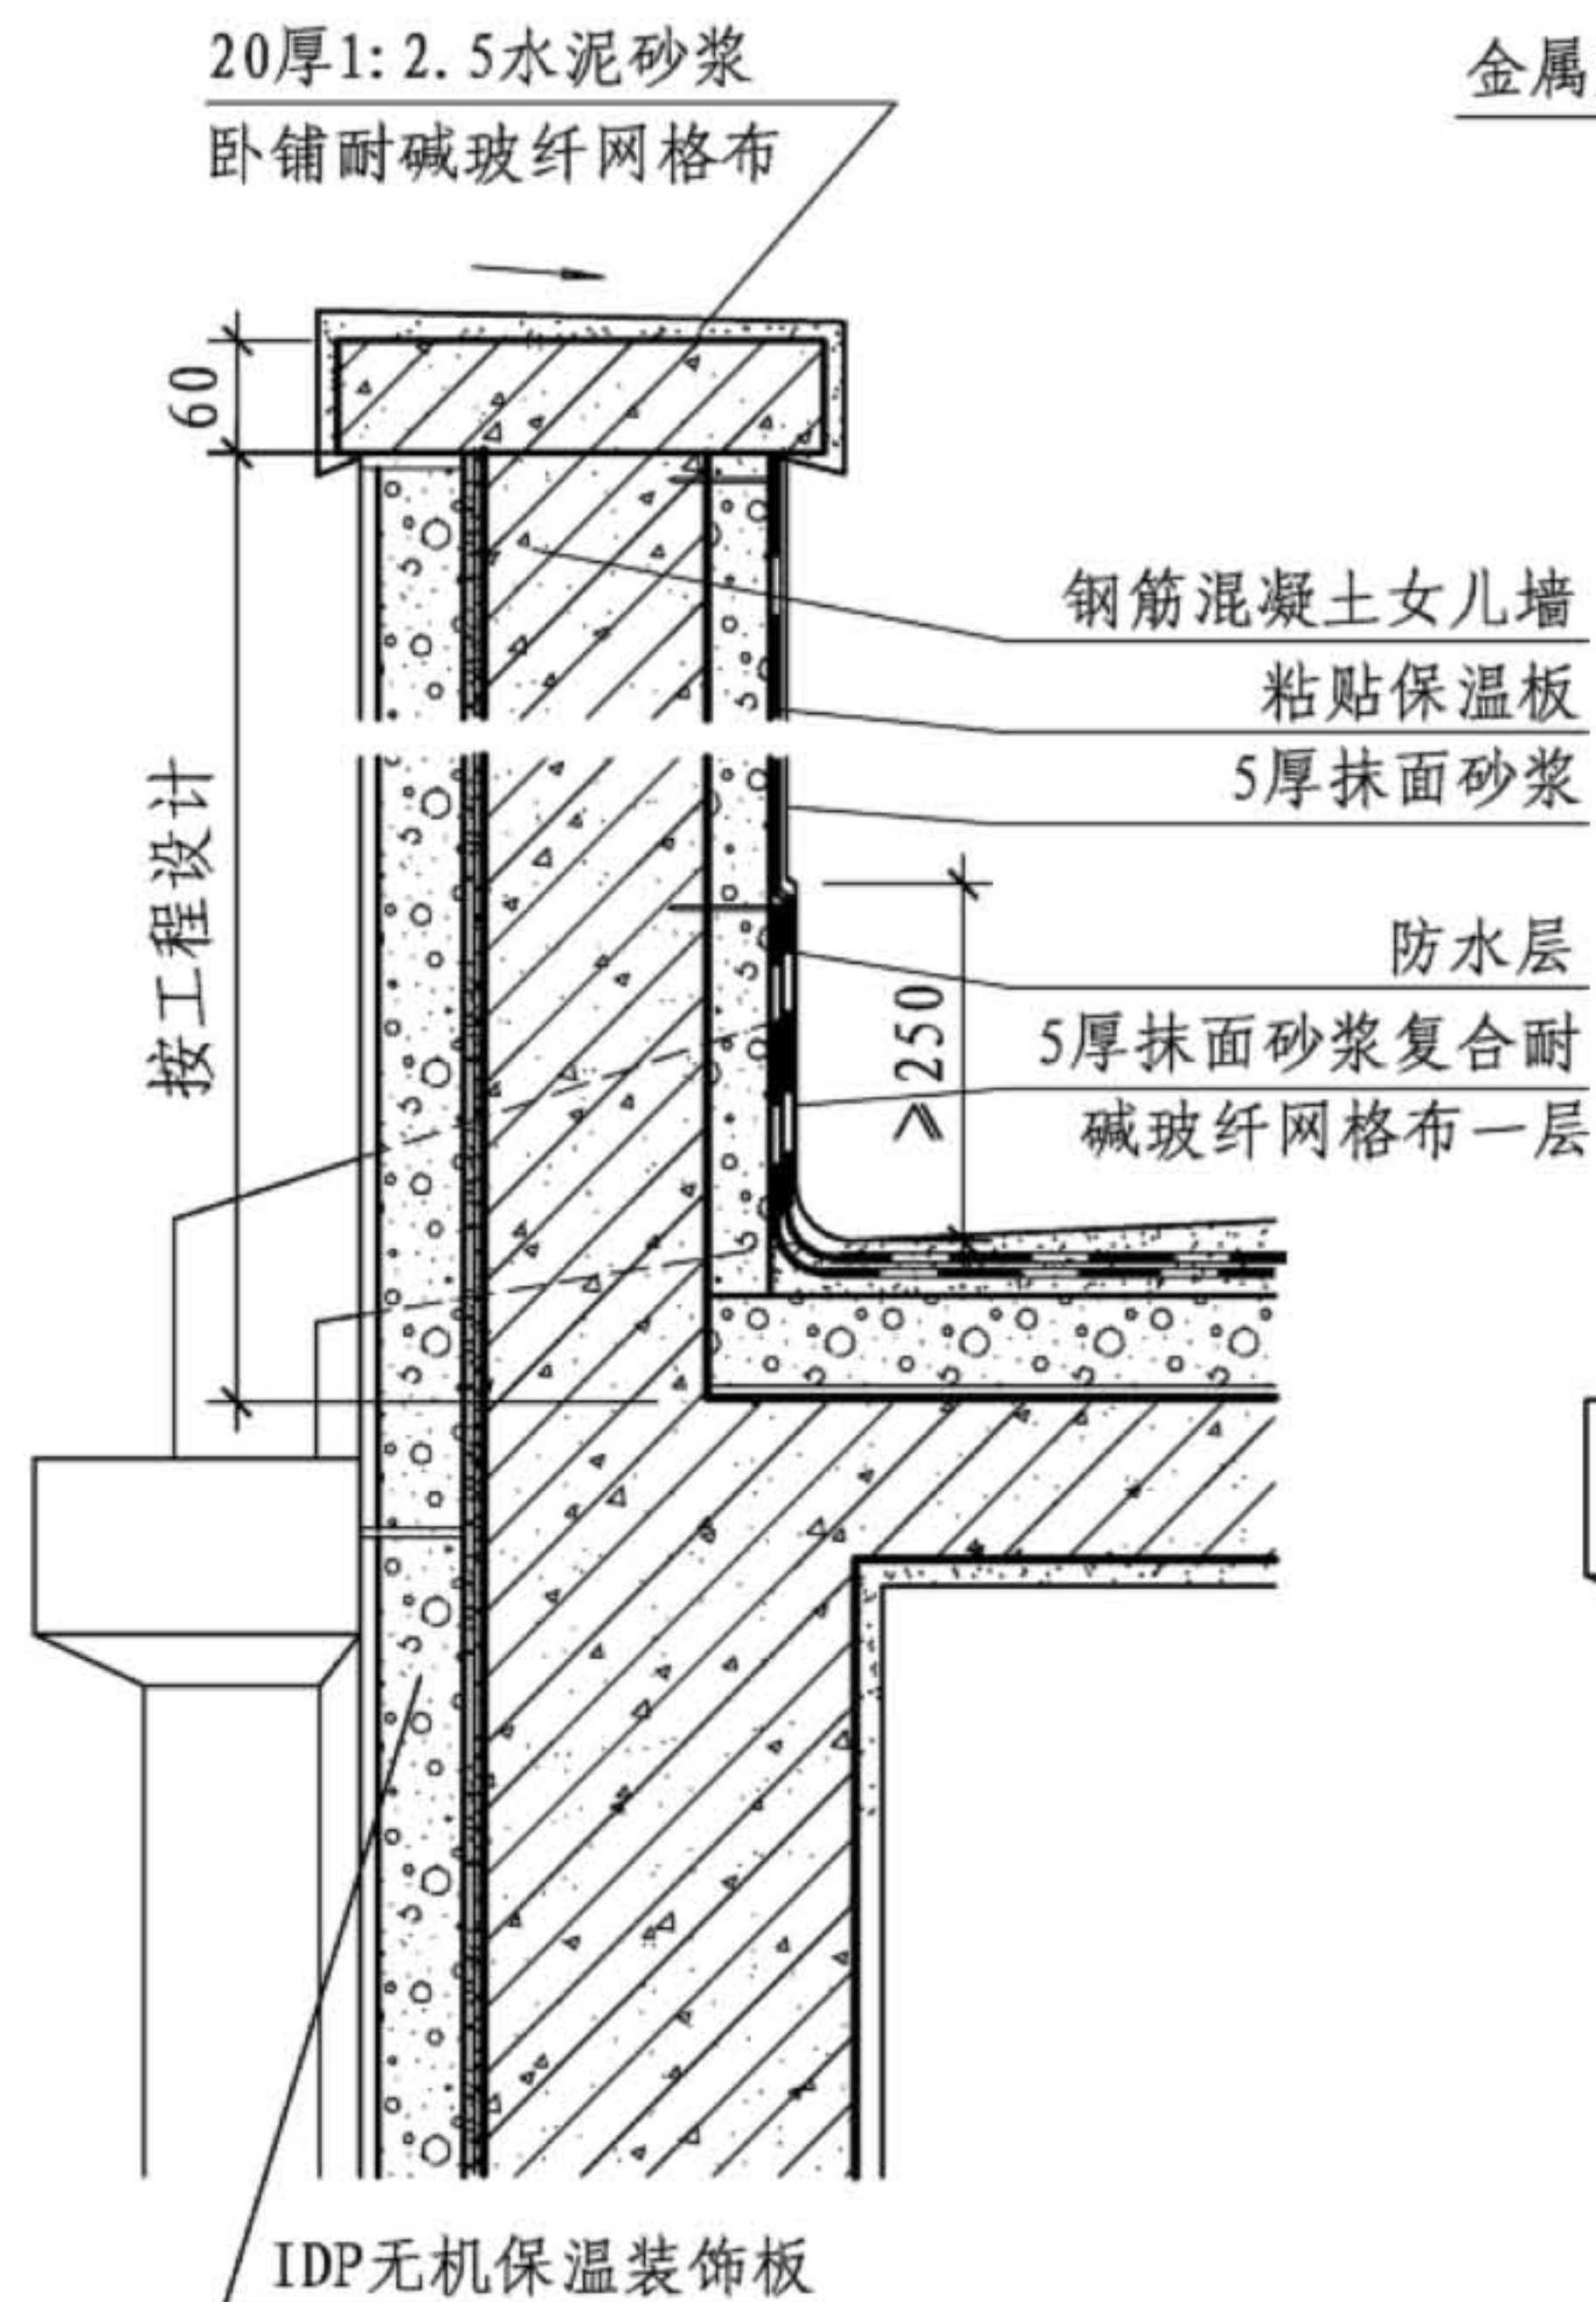 20厚1:2.5水泥砂浆
卧铺耐碱玻纤网格布
金属
60
钢筋混凝土女儿墙
粘贴保温板
5厚抹面砂浆
按工程设计
防水层
≥250
5厚抹面砂浆复合耐
碱玻纤网格布一层
IDP无机保温装饰板